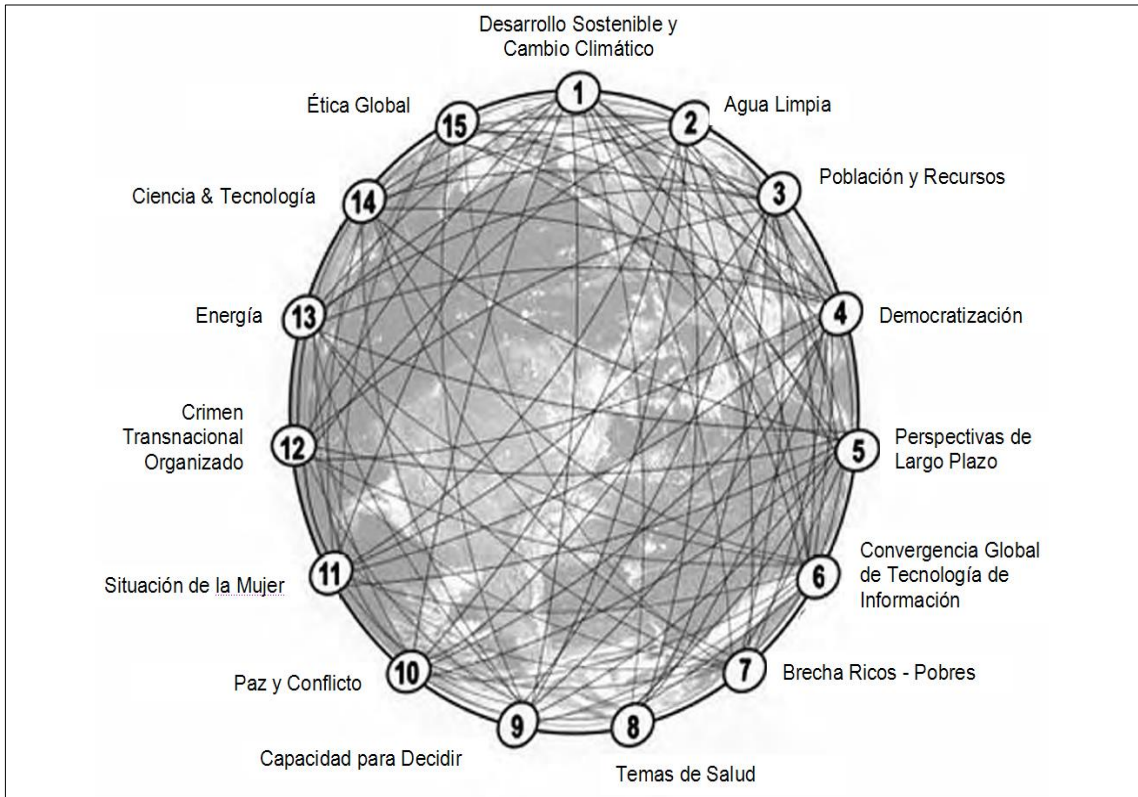 Desarrollo Sostenible y
Cambio Climático
1
2
Agua Limpia
3
Población y Recursos
4
Democratización
5
Perspectivas de
Largo Plazo
6
Convergencia Global
de Tecnología de
Información
7
Brecha Ricos - Pobres
8
Temas de Salud
9
Capacidad para Decidir
10
Paz y Conflicto
11
Situación de la Mujer
12
Crimen
Transnacional
Organizado
13
Energía
14
Ciencia & Tecnología
15
Ética Global